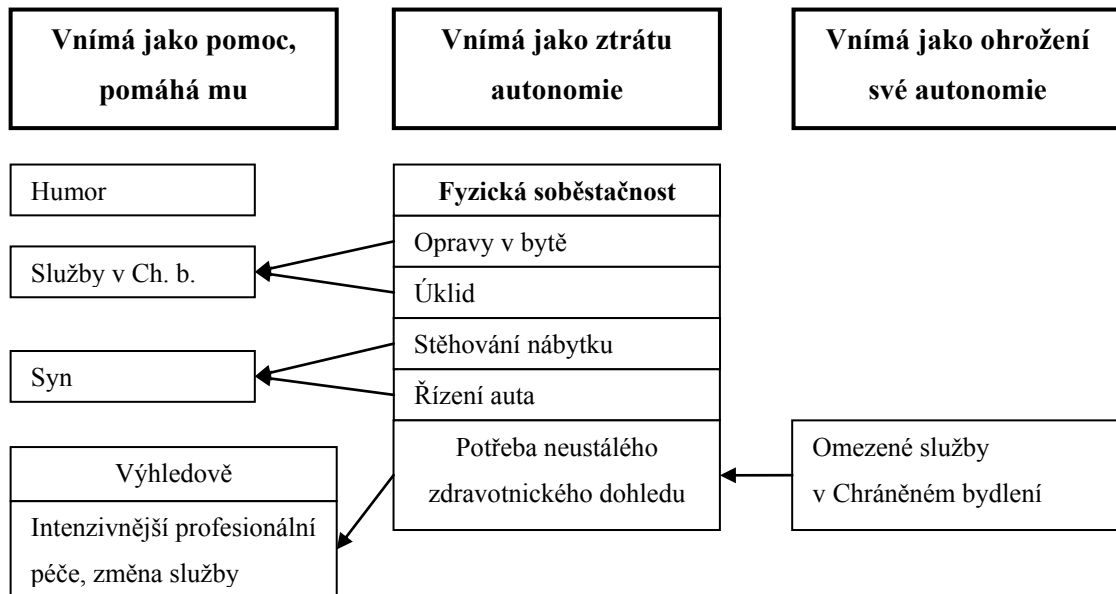 Vnímá jako pomoc,
pomáhá mu
Vnímá jako ztrátu
autonomie
Vnímá jako ohrožení
své autonomie
Humor
Služby v Ch. b.
Syn
Výhledově
Intenzivnější profesionální
péče, změna služby
Fyzická soběstačnost
Opravy v bytě
Úklid
Stěhování nábytku
Řízení auta
Potřeba neustálého
zdravotnického dohledu
Omezené služby
v Chráněném bydlení